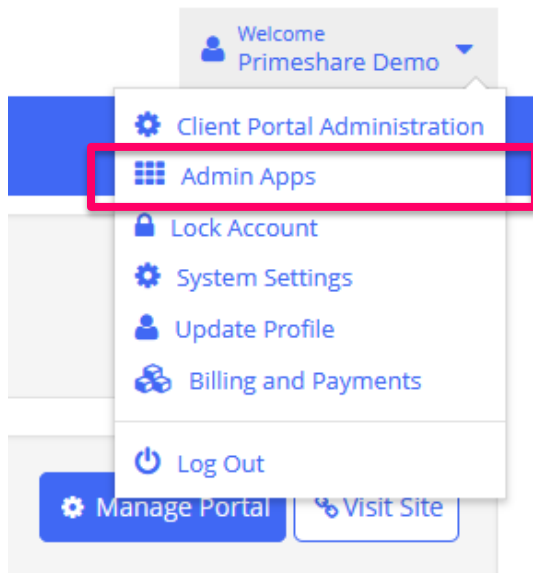 Welcome
Primeshare Demo
Client Portal Administration
Admin Apps
Lock Account
System Settings
Update Profile
Billing and Payments
Log Out
Manage Portal
Visit Site